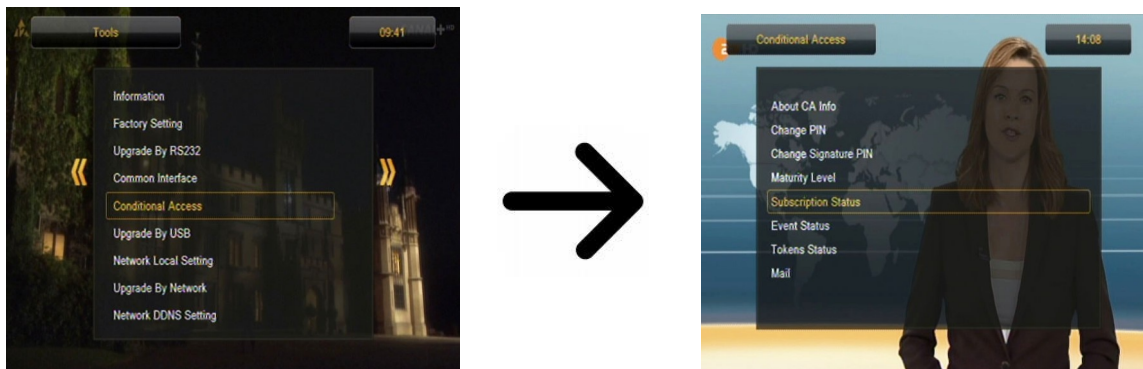 Tools
09:41
Information
Factory Setting
Upgrade By RS232
Common Interface
Conditional Access
Upgrade By USB
Network Local Setting
Upgrade By Network
Network DDNS Setting
Conditional Access
14:08
About CA Info
Change PIN
Change Signature PIN
Maturity Level
Subscription Status
Event Status
Tokens Status
Mail